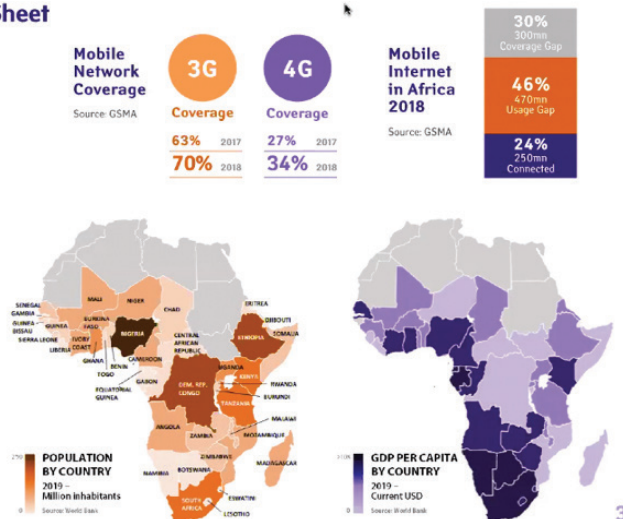 Sheet
Mobile
Network
Coverage
Source: GSMA
3G
Coverage
63% 2017
70% 2018
4G
Coverage
27% 2017
34% 2018
Mobile
Internet
in Africa
2018
Source: GSMA
30%
300mn
Coverage Gap
46%
470mn
Usage Gap
24%
250mn
Connected
SENEGAL
GAMBIA
GUINEA
BISSAU
GUINEA
SIERRA LEONE
LIBERIA
MALI
BURKINA
FASO
IVORY
COAST
GHANA
TOGO
BENIN
NIGER
NIGERIA
CHAD
CAMEROON
CENTRAL
AFRICAN
REPUBLIC
EQUATORIAL
GUINEA
GABON
DEM. REP.
CONGO
ERITREA
DJIBOUTI
SOMALIA
ETHIOPIA
UGANDA
KENYA
RWANDA
BURUNDI
TANZANIA
MALAWI
MOZAMBIQUE
ANGOLA
ZAMBIA
ZIMBABWE
MADAGASCAR
NAMIBIA
BOTSWANA
SOUTH
AFRICA
ESWATINI
LESOTHO
POPULATION
BY COUNTRY
2019 –
Million inhabitants
0
Source: World Bank
GDP PER CAPITA
BY COUNTRY
2019 –
Current USD
0
Source: World Bank